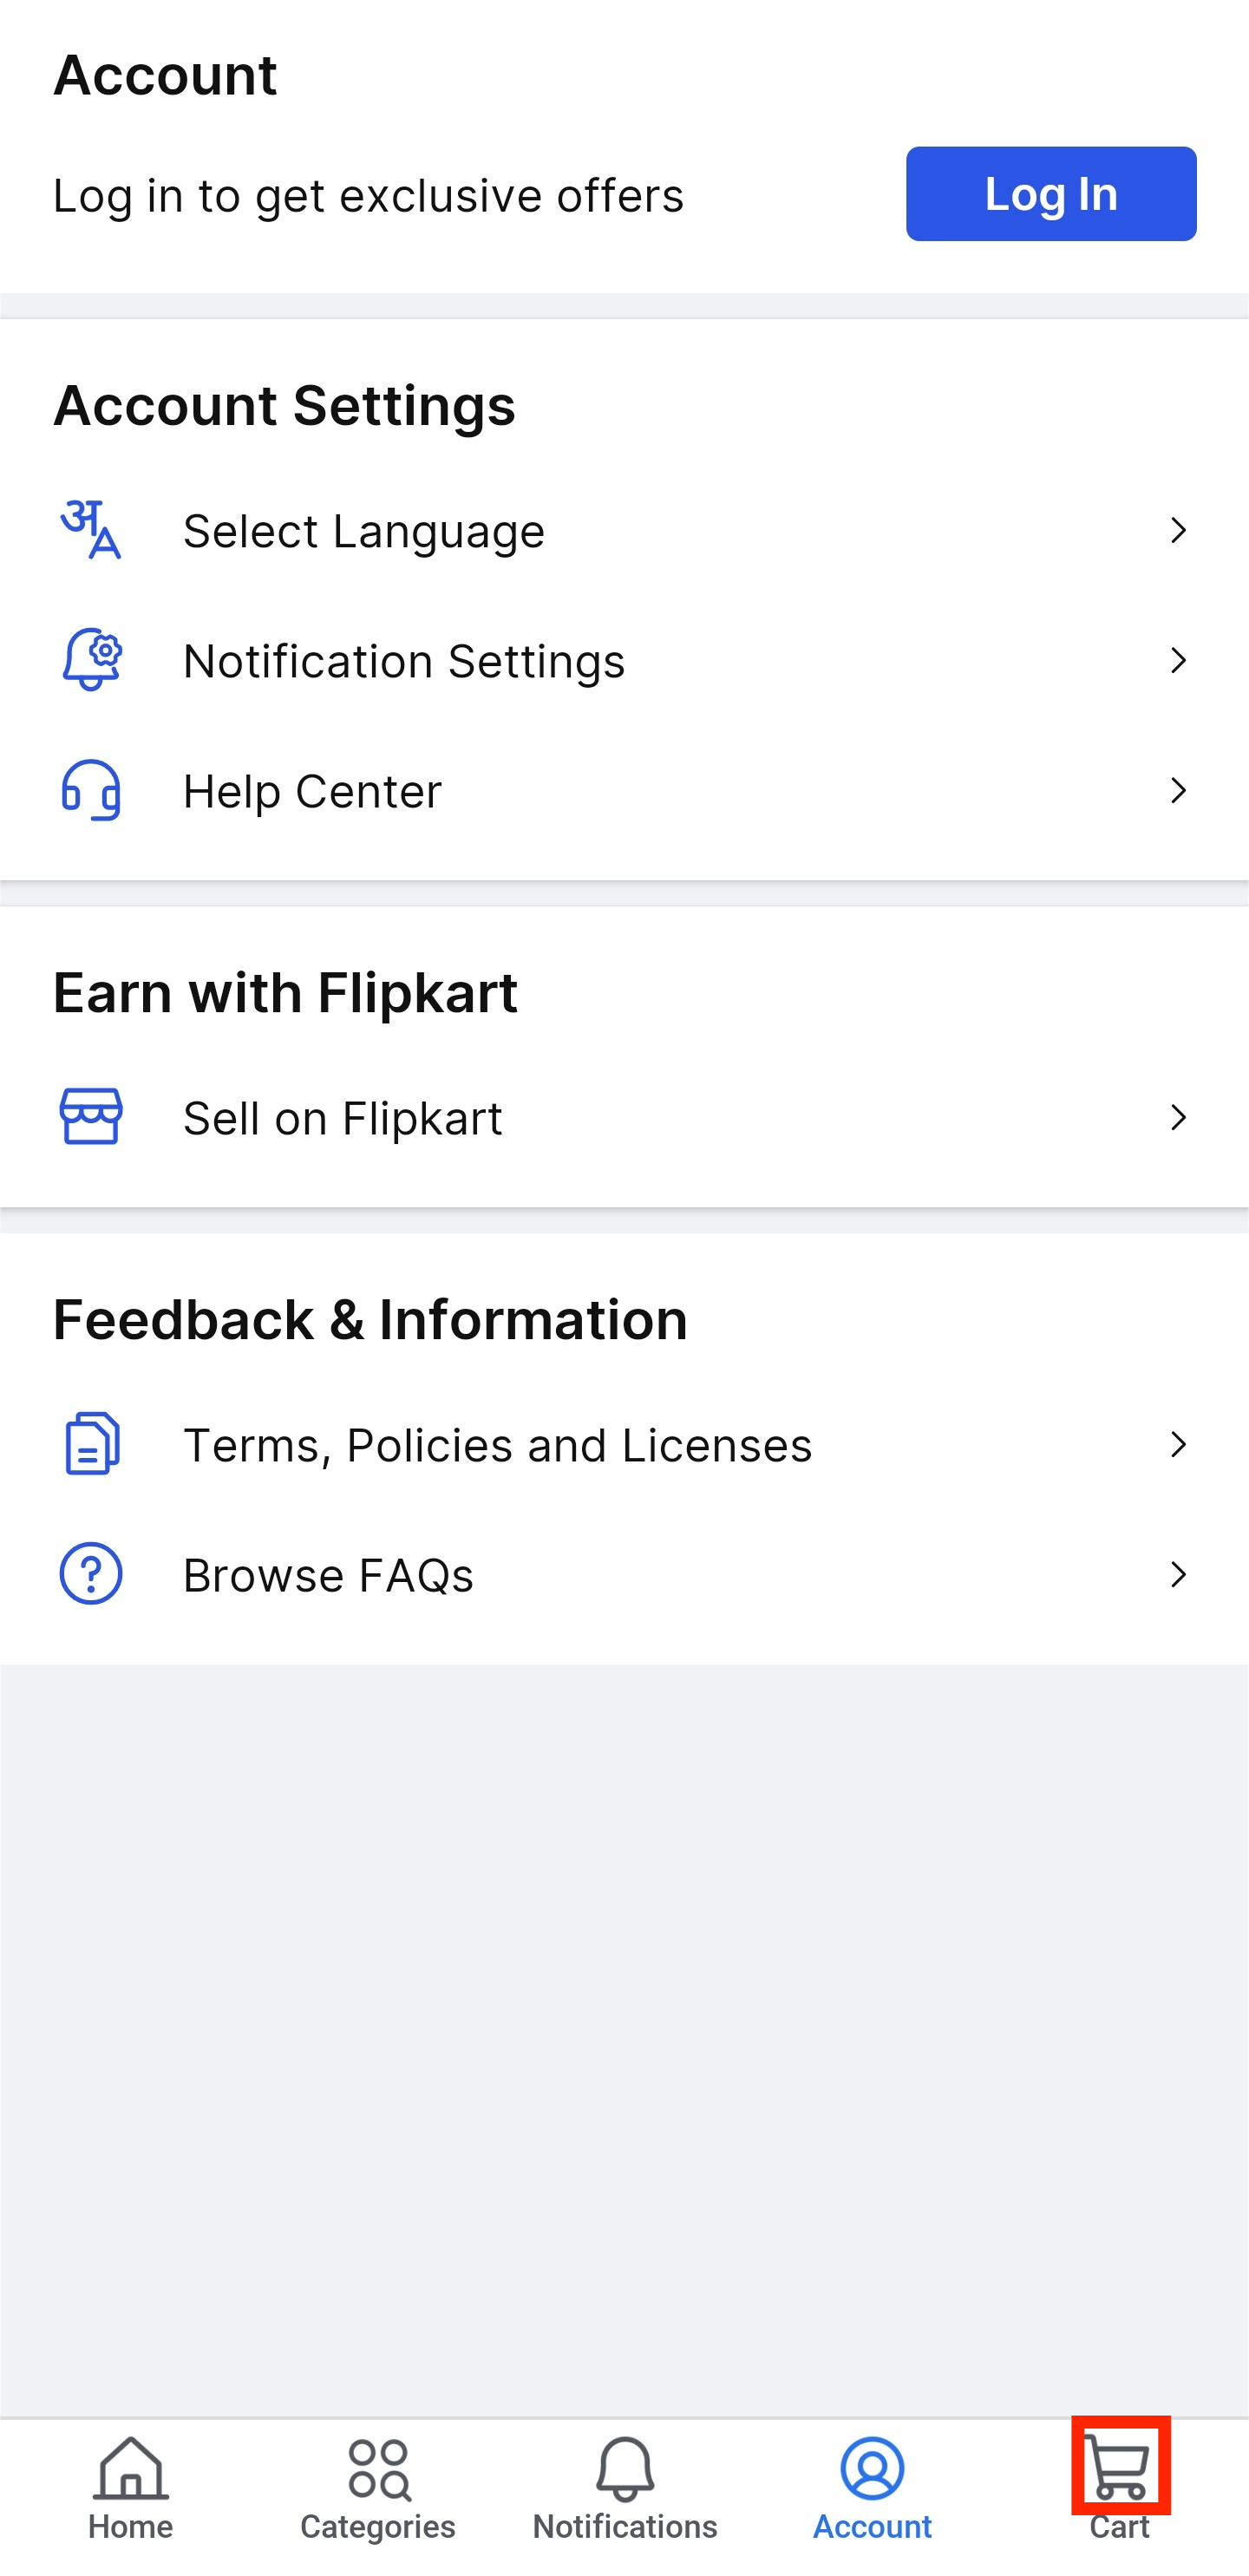 Account
Log in to get exclusive offers
Log In
Account Settings
Select Language
Notification Settings
Help Center
Earn with Flipkart
Sell on Flipkart
Feedback & Information
Terms, Policies and Licenses
Browse FAQs
Home
Categories
Notifications
Account
Cart